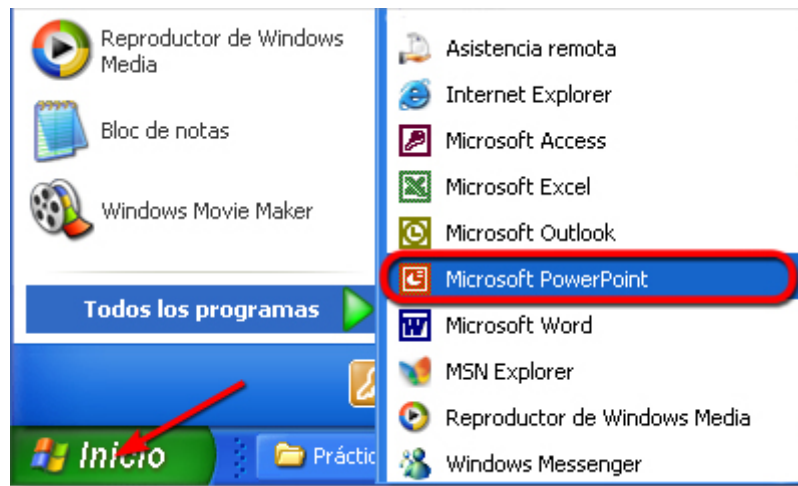 Reproductor de Windows
Media
Bloc de notas
Windows Movie Maker
Todos los programas
Inicio
Práctic
Asistencia remota
Internet Explorer
Microsoft Access
Microsoft Excel
Microsoft Outlook
Microsoft PowerPoint
Microsoft Word
MSN Explorer
Reproductor de Windows Media
Windows Messenger